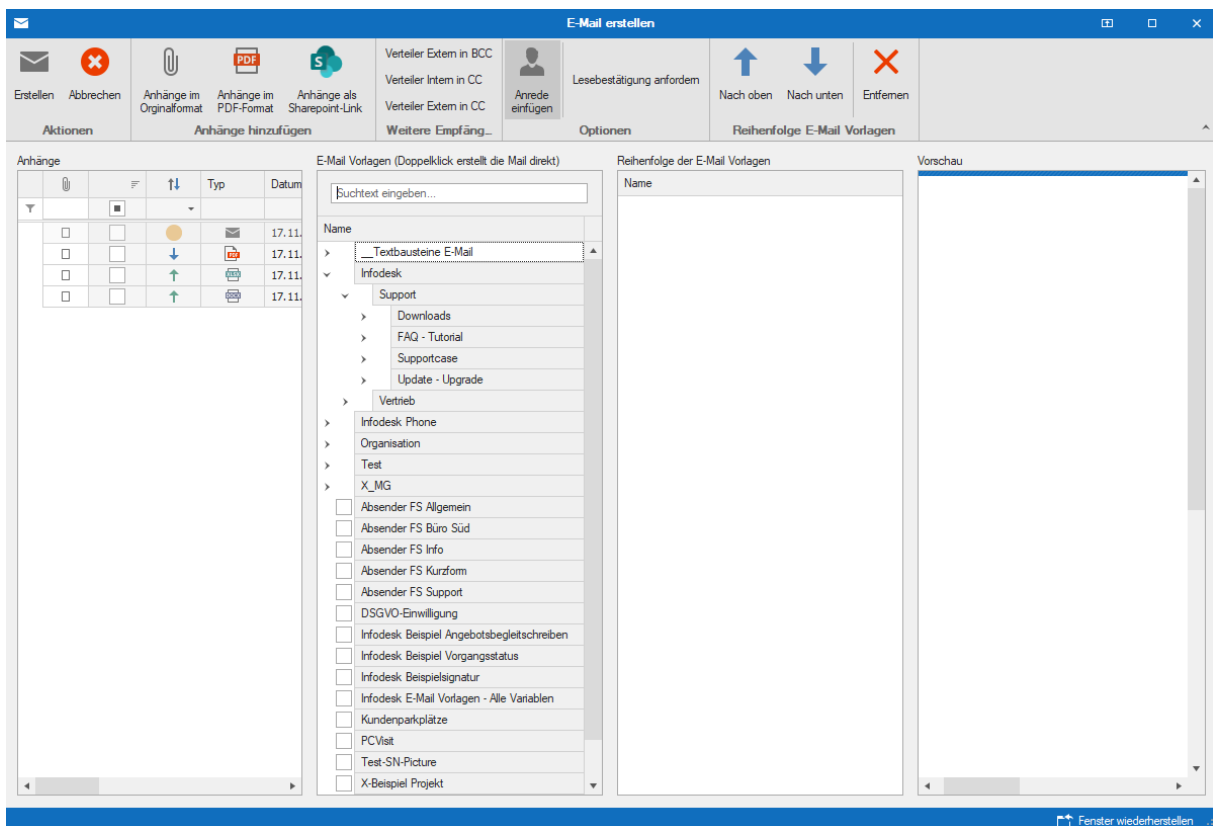 E-Mail erstellen
Erstellen
Abbrechen
Aktionen
Anhänge im Orginalformat
PDF
Anhänge im PDF-Format
S
Anhänge als Sharepoint-Link
Anhänge hinzufügen
Verteiler Extern in BCC
Verteiler Intern in CC
Verteiler Extern in CC
Weitere Empfäng...
Anrede einfügen
Lesebestätigung anfordern
Optionen
Nach oben
Nach unten
Entfernen
Reihenfolge E-Mail Vorlagen
Anhänge
Typ
Datum
17.11.
PDF
17.11.
17.11.
17.11.
E-Mail Vorlagen (Doppelklick erstellt die Mail direkt)
Suchtext eingeben...
Name
__Textbausteine E-Mail
Infodesk
Support
Downloads
FAQ - Tutorial
Supportcase
Update - Upgrade
Vertrieb
Infodesk Phone
Organisation
Test
X_MG
Absender FS Allgemein
Absender FS Büro Süd
Absender FS Info
Absender FS Kurzform
Absender FS Support
DSGVO-Einwilligung
Infodesk Beispiel Angebotsbegleitschreiben
Infodesk Beispiel Vorgangsstatus
Infodesk Beispielsignatur
Infodesk E-Mail Vorlagen - Alle Variablen
Kundenparkplätze
PCVisit
Test-SN-Picture
X-Beispiel Projekt
Reihenfolge der E-Mail Vorlagen
Name
Vorschau
Fenster wiederherstellen